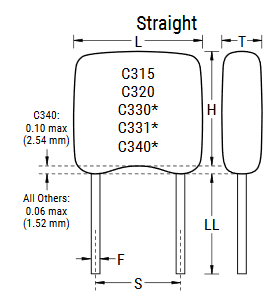 Straight
L
T
C315
C320
C330*
C331*
C340*
H
C340:
0.10 max
(2.54 mm)
All Others:
0.06 max
(1.52 mm)
LL
F
S